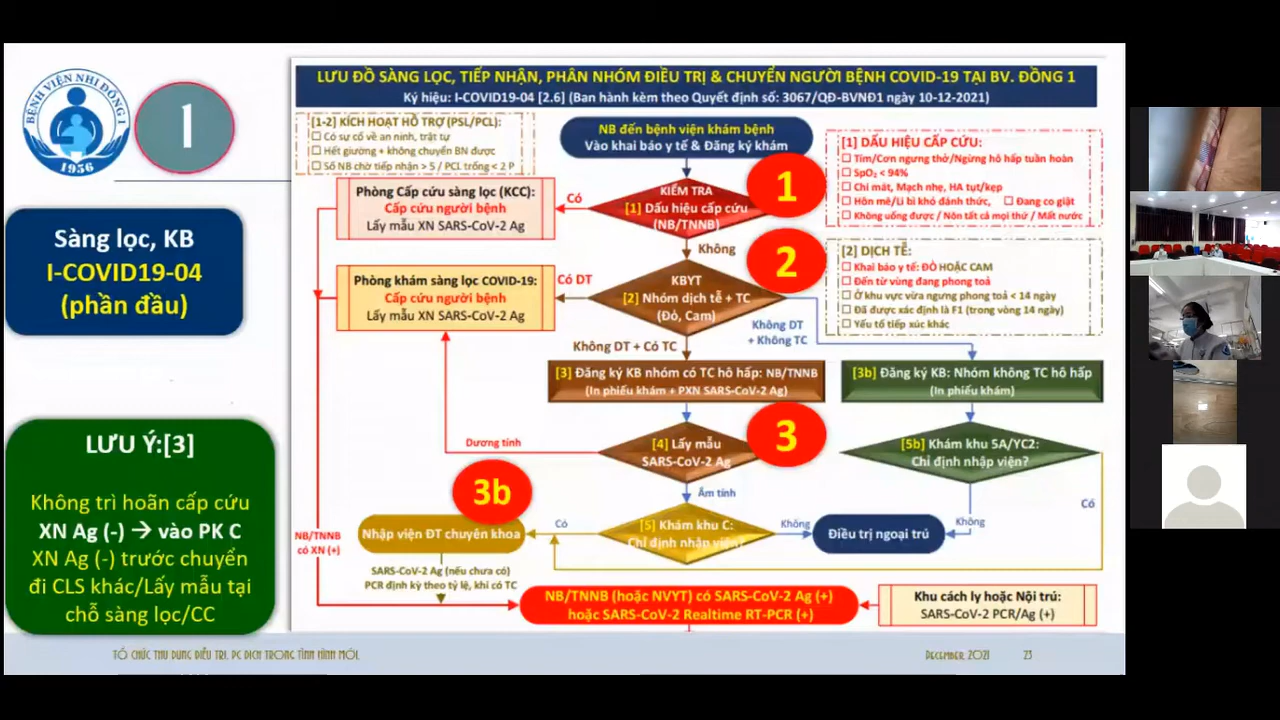 BỆNH VIỆN NHI ĐỒNG 1
1956
1
Sàng lọc, KB
I-COVID19-04
(phần đầu)
LƯU Ý:[3]
Không trì hoãn cấp cứu
XN Ag (-) → vào PK C
XN Ag (-) trước chuyển
đi CLS khác/Lấy mẫu tại
chỗ sàng lọc/CC
LƯU ĐỒ SÀNG LỌC, TIẾP NHẬN, PHÂN NHÓM ĐIỀU TRỊ & CHUYỂN NGƯỜI BỆNH COVID-19 TẠI BV. ĐỒNG 1
Ký hiệu: I-COVID19-04 [2.6] (Ban hành kèm theo Quyết định số: 3067/QĐ-BVNĐ1 ngày 10-12-2021)
[1-2] KÍCH HOẠT HỖ TRỢ (PSL/PCL):
☐ Có sự cố về an ninh, trật tự
☐ Hết giường + không chuyển BN được
☐ Số NB chờ tiếp nhận > 5 / PCL trống < 2 P
NB đến bệnh viện khám bệnh
Vào khai báo y tế & Đăng ký khám
[1] DẤU HIỆU CẤP CỨU:
☐ Tím/Cơn ngưng thở/Ngừng hô hấp tuần hoàn
☐ SpO₂ < 94%
☐ Chi mát, Mạch nhẹ, HA tụt/kẹp
☐ Hôn mê/Li bì khó đánh thức, ☐ Đang co giật
☐ Không uống được / Nôn tất cả mọi thứ / Mất nước
Phòng Cấp cứu sàng lọc (KCC):
Cấp cứu người bệnh
Lấy mẫu XN SARS-CoV-2 Ag
Có
KIỂM TRA
[1] Dấu hiệu cấp cứu
(NB/TNNB)
1
Không
2
[2] DỊCH TỄ:
☐ Khai báo y tế: ĐỎ HOẶC CAM
☐ Đến từ vùng đang phong toả
☐ Ở khu vực vừa ngưng phong toả < 14 ngày
☐ Đã được xác định là F1 (trong vòng 14 ngày)
☐ Yếu tố tiếp xúc khác
Phòng khám sàng lọc COVID-19:
Cấp cứu người bệnh
Lấy mẫu XN SARS-CoV-2 Ag
Có DT
KBYT
[2] Nhóm dịch tễ + TC
(Đỏ, Cam)
Không DT
+ Không TC
Không DT + Có TC
[3] Đăng ký KB nhóm có TC hô hấp: NB/TNNB
(In phiếu khám + PXN SARS-CoV-2 Ag)
[3b] Đăng ký KB: Nhóm không TC hô hấp
(In phiếu khám)
Dương tính
[4] Lấy mẫu
SARS-CoV-2 Ag
3
[5b] Khám khu 5A/YC2:
Chỉ định nhập viện?
3b
Âm tính
Có
NB/TNNB
có XN (+)
Nhập viện ĐT chuyên khoa
Có
[5] Khám khu C:
Chỉ định nhập viện?
Không
Điều trị ngoại trú
Không
SARS-CoV-2 Ag (nếu chưa có)
PCR định kỳ theo tỷ lệ, khi có TC
NB/TNNB (hoặc NVYT) có SARS-CoV-2 Ag (+)
hoặc SARS-CoV-2 Realtime RT-PCR (+)
Khu cách ly hoặc Nội trú:
SARS-CoV-2 PCR/Ag (+)
TỔ CHỨC THU DUNG ĐIỀU TRỊ, PC DỊCH TRONG TÌNH HÌNH MỚI.
DECEMBER, 2021
23